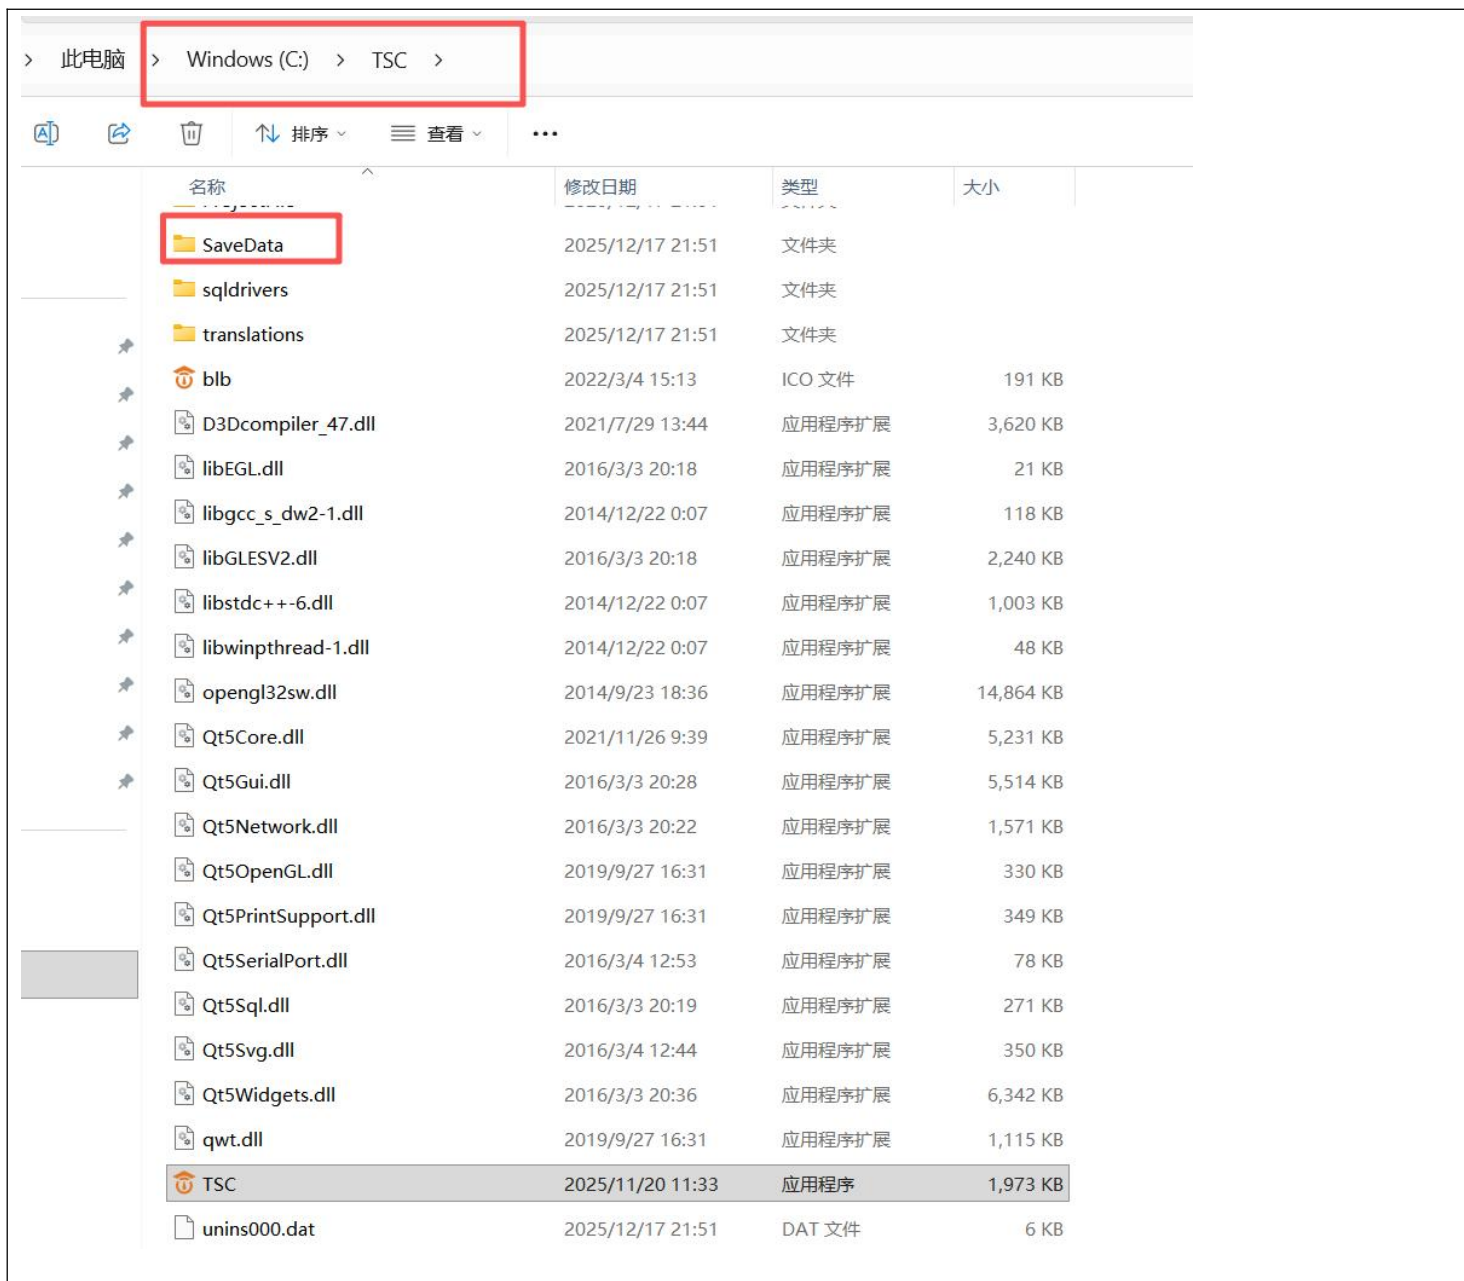 此电脑 > Windows (C:) > TSC >
排序 查看 ...
名称 修改日期 类型 大小
SaveData 2025/12/17 21:51 文件夹
sqldrivers 2025/12/17 21:51 文件夹
translations 2025/12/17 21:51 文件夹
blb 2022/3/4 15:13 ICO 文件 191 KB
D3Dcompiler_47.dll 2021/7/29 13:44 应用程序扩展 3,620 KB
libEGL.dll 2016/3/3 20:18 应用程序扩展 21 KB
libgcc_s_dw2-1.dll 2014/12/22 0:07 应用程序扩展 118 KB
libGLESV2.dll 2016/3/3 20:18 应用程序扩展 2,240 KB
libstdc++-6.dll 2014/12/22 0:07 应用程序扩展 1,003 KB
libwinpthread-1.dll 2014/12/22 0:07 应用程序扩展 48 KB
opengl32sw.dll 2014/9/23 18:36 应用程序扩展 14,864 KB
Qt5Core.dll 2021/11/26 9:39 应用程序扩展 5,231 KB
Qt5Gui.dll 2016/3/3 20:28 应用程序扩展 5,514 KB
Qt5Network.dll 2016/3/3 20:22 应用程序扩展 1,571 KB
Qt5OpenGL.dll 2019/9/27 16:31 应用程序扩展 330 KB
Qt5PrintSupport.dll 2019/9/27 16:31 应用程序扩展 349 KB
Qt5SerialPort.dll 2016/3/4 12:53 应用程序扩展 78 KB
Qt5Sql.dll 2016/3/3 20:19 应用程序扩展 271 KB
Qt5Svg.dll 2016/3/4 12:44 应用程序扩展 350 KB
Qt5Widgets.dll 2016/3/3 20:36 应用程序扩展 6,342 KB
qwt.dll 2019/9/27 16:31 应用程序扩展 1,115 KB
TSC 2025/11/20 11:33 应用程序 1,973 KB
unins000.dat 2025/12/17 21:51 DAT 文件 6 KB